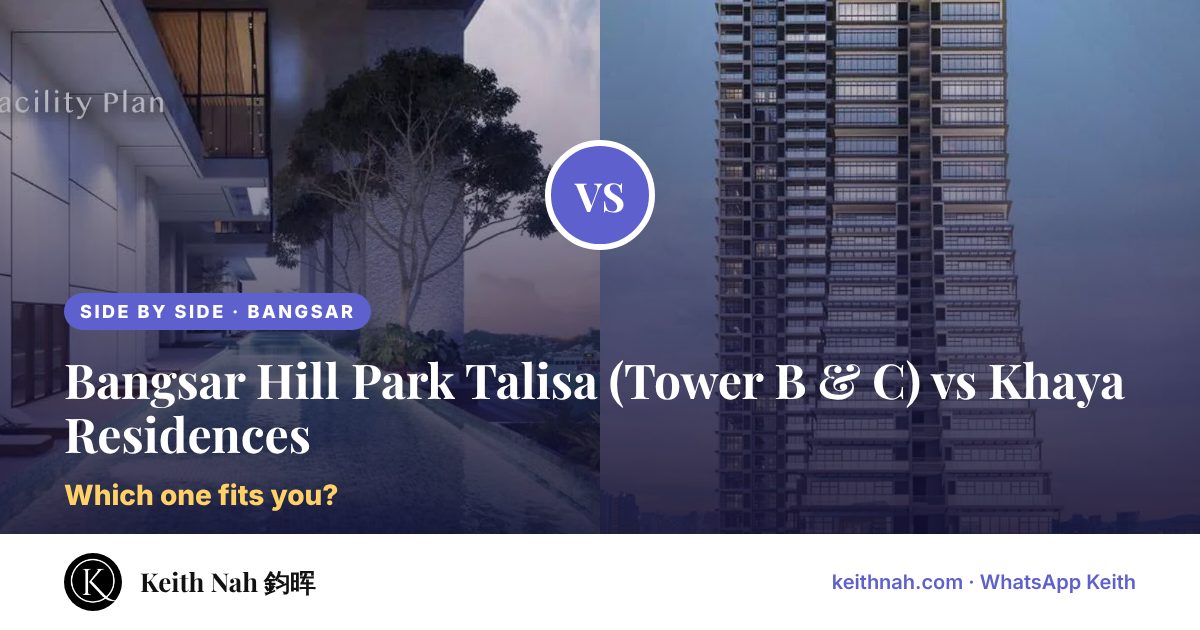 acility Plan
VS
SIDE BY SIDE · BANGSAR
Bangsar Hill Park Talisa (Tower B & C) vs Khaya
Residences
Which one fits you?
K
Keith Nah 鈞晖
keithnah.com · WhatsApp Keith